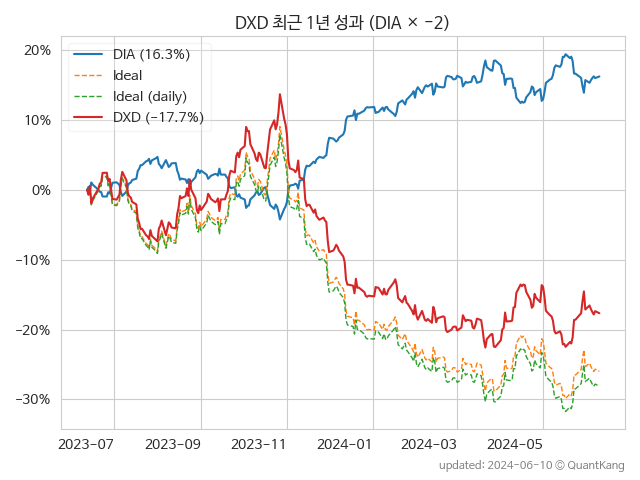 DXD 최근 1년 성과 (DIA × −2)
20%
10%
0%
−10%
−20%
−30%
DIA (16.3%)
Ideal
Ideal (daily)
DXD (−17.7%)
2023-07
2023-09
2023-11
2024-01
2024-03
2024-05
updated: 2024-06-10 © QuantKang